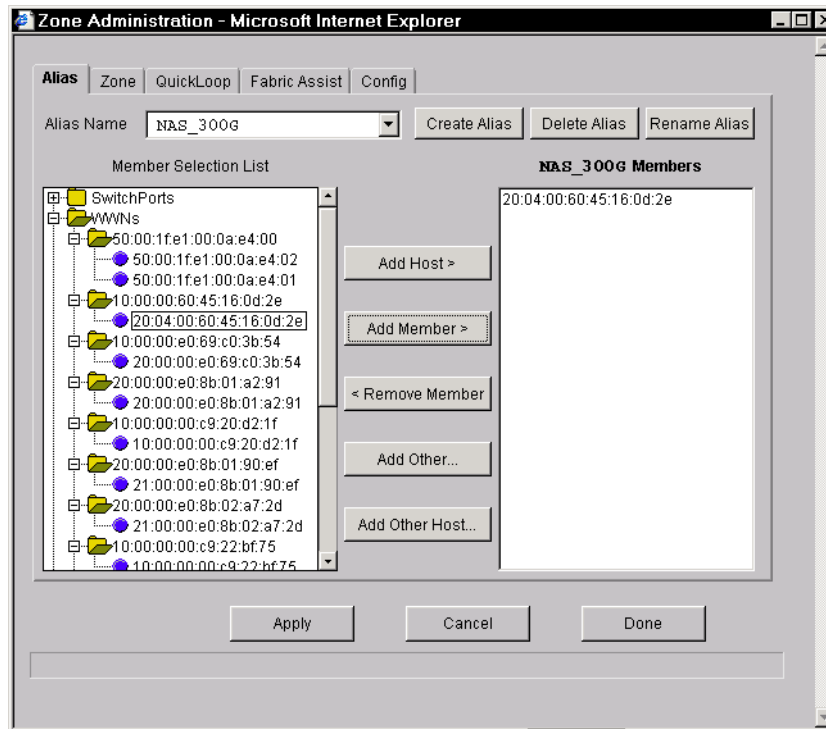 Zone Administration - Microsoft Internet Explorer
Alias Zone QuickLoop Fabric Assist Config
Alias Name NAS_300G Create Alias Delete Alias Rename Alias
Member Selection List NAS_300G Members
SwitchPorts
WWNs
50:00:1f:e1:00:0a:e4:00
50:00:1f:e1:00:0a:e4:02
50:00:1f:e1:00:0a:e4:01
10:00:00:60:45:16:0d:2e
20:04:00:60:45:16:0d:2e
10:00:00:e0:69:c0:3b:54
20:00:00:e0:69:c0:3b:54
20:00:00:e0:8b:01:a2:91
20:00:00:e0:8b:01:a2:91
10:00:00:00:c9:20:d2:1f
10:00:00:00:c9:20:d2:1f
20:00:00:e0:8b:01:90:ef
21:00:00:e0:8b:01:90:ef
20:00:00:e0:8b:02:a7:2d
21:00:00:e0:8b:02:a7:2d
10:00:00:00:c9:22:bf:75
10:00:00:00:c9:22:bf:75
Add Host >
Add Member >
< Remove Member
Add Other...
Add Other Host...
20:04:00:60:45:16:0d:2e
Apply Cancel Done